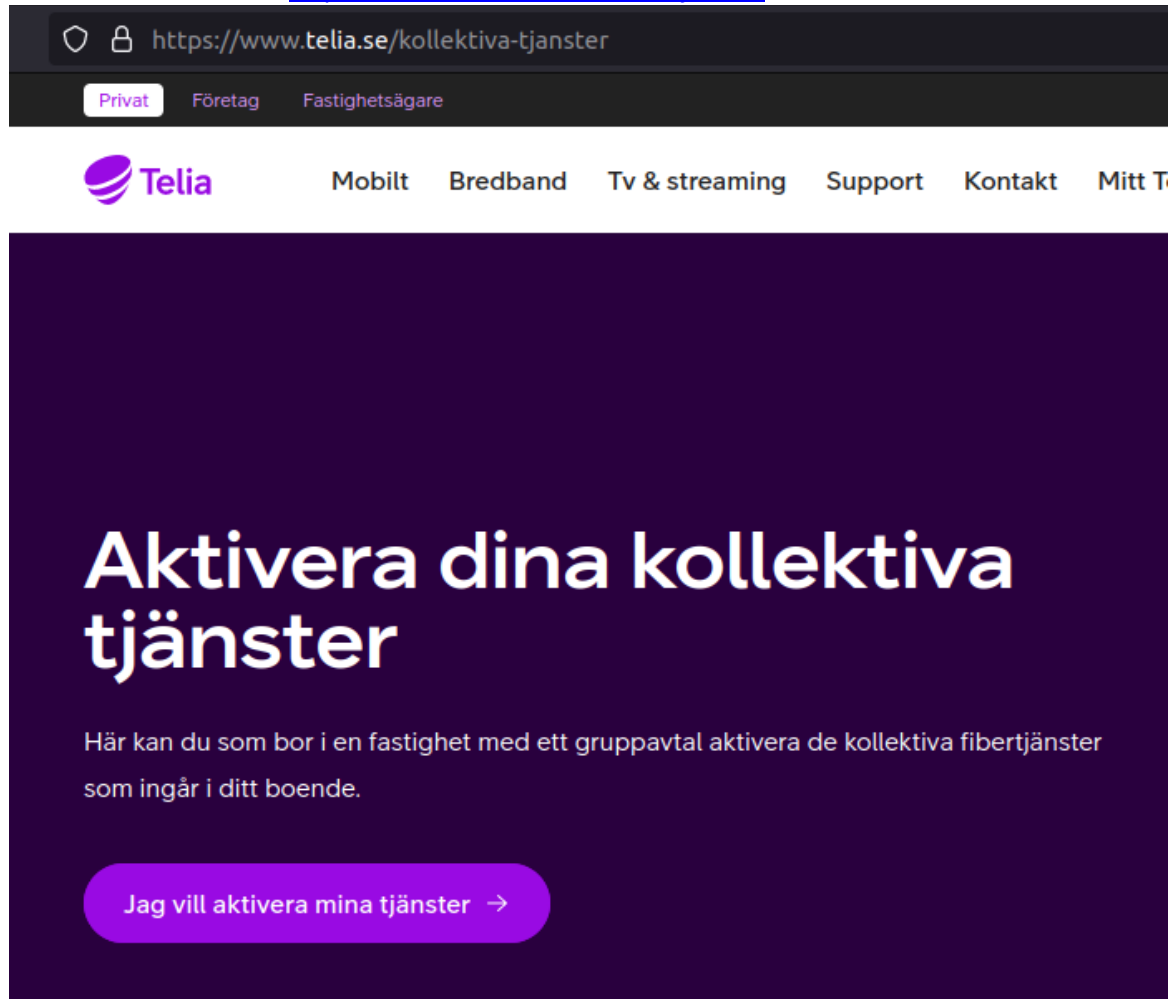 https://www.telia.se/kollektiva-tjanster
Privat Företag Fastighetsägare
Telia Mobilt Bredband Tv & streaming Support Kontakt Mitt
Aktivera dina kollektiva
tjänster
Här kan du som bor i en fastighet med ett gruppavtal aktivera de kollektiva fibertjänster
som ingår i ditt boende.
Jag vill aktivera mina tjänster →